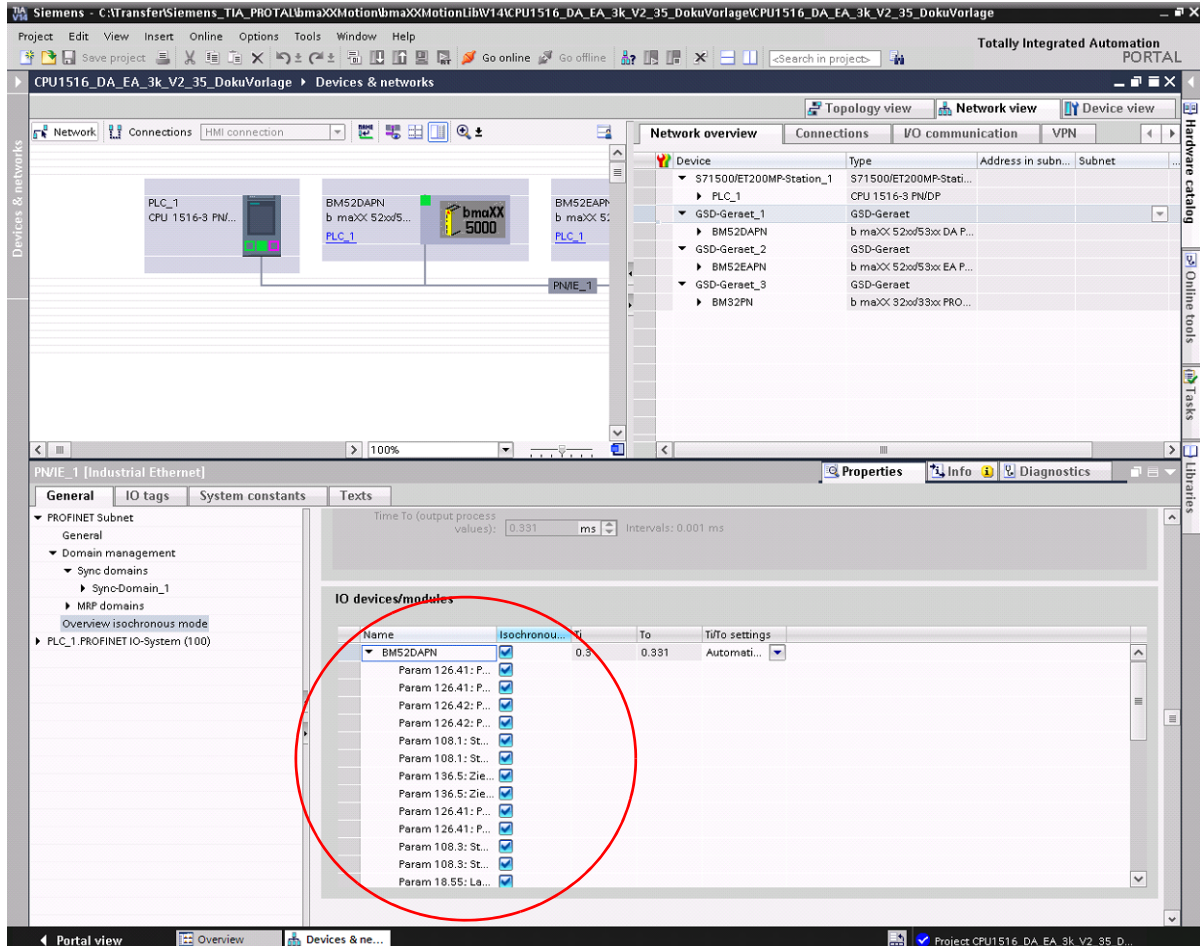 TIA V14 Siemens - C:\Transfer\Siemens_TIA_PROTAL\bmaXXMotion\bmaXXMotionLib\V14\CPU1516_DA_EA_3k_V2_35_DokuVorlage\CPU1516_DA_EA_3k_V2_35_DokuVorlage
Project Edit View Insert Online Options Tools Window Help
Totally Integrated Automation
PORTAL
Save project Go online Go offline <Search in project>
CPU1516_DA_EA_3k_V2_35_DokuVorlage Devices & networks
Topology view Network view Device view
Network Connections HMI connection
Network overview Connections I/O communication VPN
Device Type Address in subn... Subnet ...
S71500/ET200MP-Station_1 S71500/ET200MP-Stati...
PLC_1 CPU 1516-3 PN/DP
GSD-Geraet_1 GSD-Geraet
BM52DAPN b maXX 52xx/53xx DA P...
GSD-Geraet_2 GSD-Geraet
BM52EAPN b maXX 52xx/53xx EA P...
GSD-Geraet_3 GSD-Geraet
BM32PN b maXX 32xx/33xx PRO...
PLC_1
CPU 1516-3 PN/...
BM52DAPN
b maXX 52xx/5...
PLC_1
bmaXX
5000
BM52EAPN
b maXX 52
PLC_1
PN/IE_1
100%
Devices & networks
Hardware catalog
Online tools
Tasks
Libraries
PN/IE_1 [Industrial Ethernet]
Properties Info Diagnostics
General IO tags System constants Texts
PROFINET Subnet
General
Domain management
Sync domains
Sync-Domain_1
MRP domains
Overview isochronous mode
PLC_1.PROFINET IO-System (100)
Time To (output process
values): 0.331 ms Intervals: 0.001 ms
IO devices/modules
Name Isochronou... Ti To Ti/To settings
BM52DAPN 0.3 0.331 Automati...
Param 126.41: P...
Param 126.41: P...
Param 126.42: P...
Param 126.42: P...
Param 108.1: St...
Param 108.1: St...
Param 136.5: Zie...
Param 136.5: Zie...
Param 126.41: P...
Param 126.41: P...
Param 108.3: St...
Param 108.3: St...
Param 18.55: La...
Portal view Overview Devices & ne... Project CPU1516_DA_EA_3k_V2_35_D...